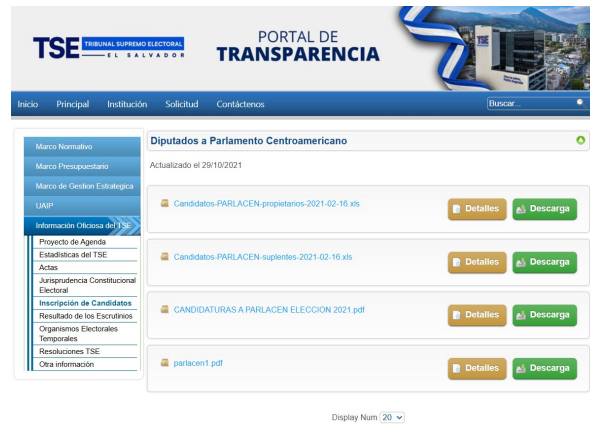 TSE TRIBUNAL SUPREMO ELECTORAL
EL SALVADOR
PORTAL DE
TRANSPARENCIA
TSE
Inicio Principal Institución Solicitud Contáctenos Buscar...
Marco Normativo
Marco Presupuestario
Marco de Gestion Estrategica
UAIP
Información Oficiosa del TSE
Proyecto de Agenda
Estadísticas del TSE
Actas
Jurisprudencia Constitucional
Electoral
Inscripción de Candidatos
Resultado de los Escrutinios
Organismos Electorales
Temporales
Resoluciones TSE
Otra información
Diputados a Parlamento Centroamericano
Actualizado el 29/10/2021
Candidatos-PARLACEN-propietarios-2021-02-16.xls Detalles Descarga
Candidatos-PARLACEN-suplentes-2021-02-16.xls Detalles Descarga
CANDIDATURAS A PARLACEN ELECCION 2021.pdf Detalles Descarga
parlacen1.pdf Detalles Descarga
Display Num 20